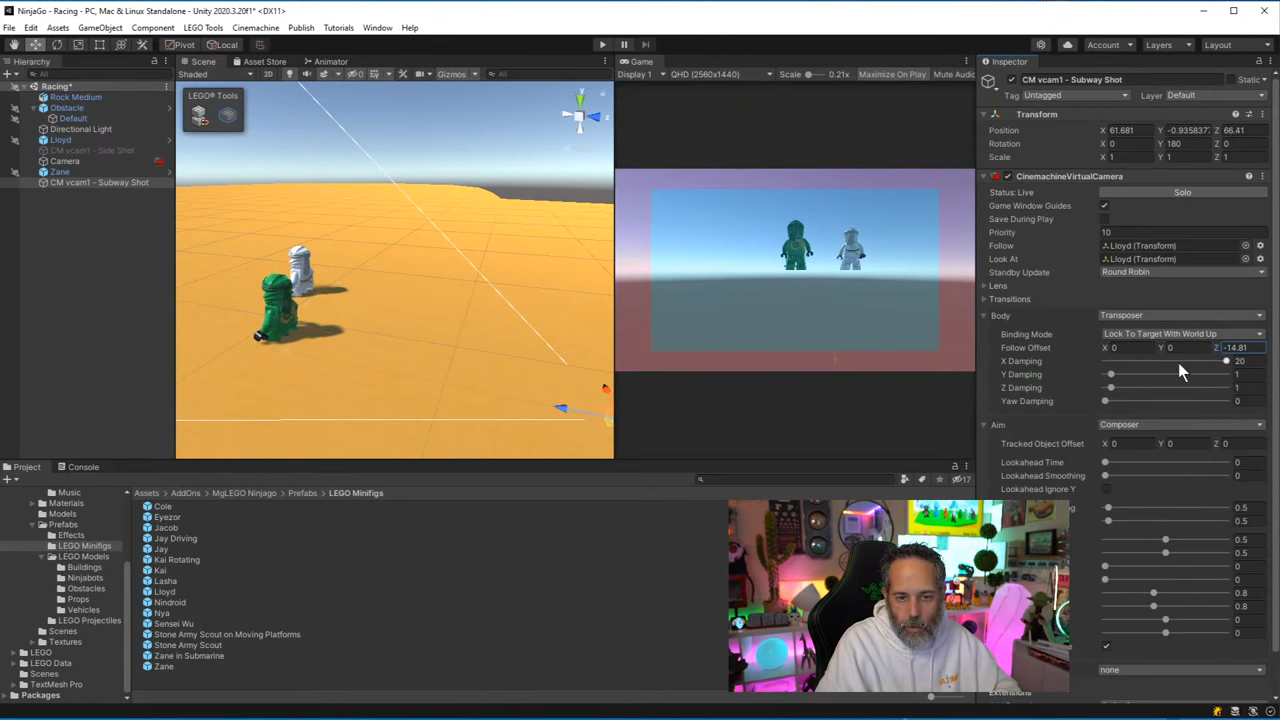 NinjaGo - Racing - PC, Mac & Linux Standalone - Unity 2020.3.20f1* <DX11>
File Edit Assets GameObject Component LEGO Tools Cinemachine Publish Tutorials Window Help
Pivot Local Account Layers Layout
Hierarchy Scene Asset Store Animator Game Inspector
All Shaded 2D 0 Gizmos All Display 1 QHD (2560x1440) Scale 0.21x Maximize On Play Mute Audio CM vcam1 - Subway Shot Static
Racing*
Rock Medium
Obstacle
Default
Directional Light
Lloyd
CM vcam1 - Side Shot
Camera
Zane
CM vcam1 - Subway Shot
LEGO® Tools
Tag Untagged Layer Default
Transform
Position X 61.681 Y -0.935837 Z 66.41
Rotation X 0 Y 180 Z 0
Scale X 1 Y 1 Z 1
CinemachineVirtualCamera
Status: Live Solo
Game Window Guides
Save During Play
Priority 10
Follow Lloyd (Transform)
Look At Lloyd (Transform)
Standby Update Round Robin
Lens
Transitions
Body Transposer
Binding Mode Lock To Target With World Up
Follow Offset X 0 Y 0 Z -14.81
X Damping 20
Y Damping 1
Z Damping 1
Yaw Damping 0
Aim Composer
Tracked Object Offset X 0 Y 0 Z 0
Lookahead Time 0
Lookahead Smoothing 0
Lookahead Ignore Y
0.5
0.5
0.5
0.5
0
0
0.8
0.8
0
0
none
Extensions
Project Console
17
Music
Materials
Models
Prefabs
Effects
LEGO Minifigs
LEGO Models
Buildings
Ninjabots
Obstacles
Props
Vehicles
LEGO Projectiles
Scenes
Textures
LEGO
LEGO Data
Scenes
TextMesh Pro
Packages
Assets > AddOns > MgLEGO Ninjago > Prefabs > LEGO Minifigs
Cole
Eyezor
Jacob
Jay Driving
Jay
Kai Rotating
Kai
Lasha
Lloyd
Nindroid
Nya
Sensei Wu
Stone Army Scout on Moving Platforms
Stone Army Scout
Zane in Submarine
Zane